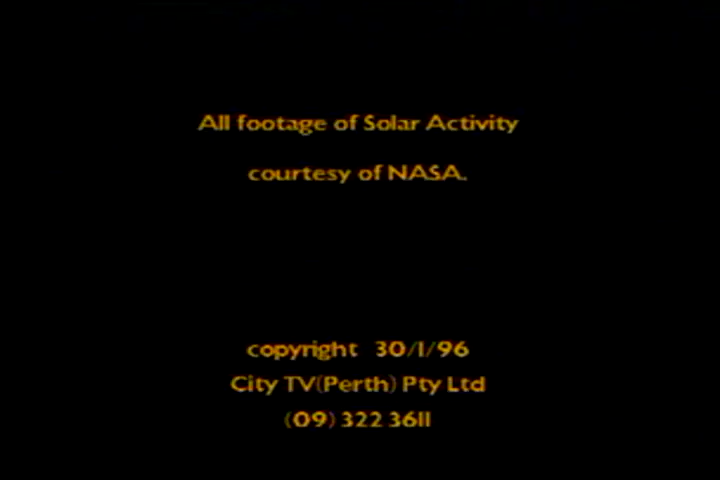 All footage of Solar Activity
courtesy of NASA.
copyright 30/1/96
City TV(Perth) Pty Ltd
(09) 322 3611